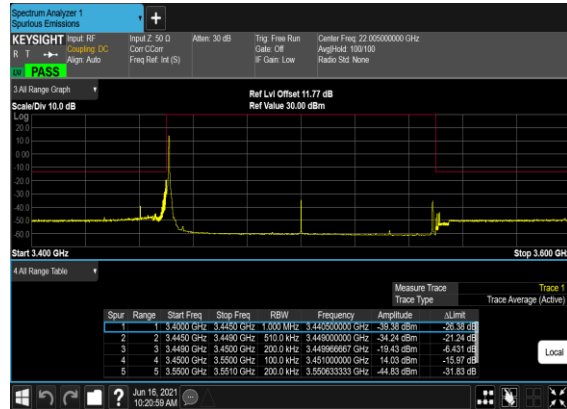 Spectrum Analyzer 1
Spurious Emissions
+
KEYSIGHT Input: RF Input Z: 50 Ω Atten: 30 dB Trig: Free Run Center Freq: 22.005000000 GHz
R T Coupling: DC Corr CCorr Gate: Off Avg|Hold: 100/100
Align: Auto Freq Ref: Int (S) IF Gain: Low Radio Std: None
PASS
3 All Range Graph
Ref Lvl Offset 11.77 dB
Scale/Div 10.0 dB Ref Value 30.00 dBm
Log
20.0
10.0
0.00
-10.0
-20.0
-30.0
-40.0
-50.0
-60.0
Start 3.400 GHz Stop 3.600 GHz
4 All Range Table
Measure Trace Trace 1
Trace Type Trace Average (Active)
Spur Range Start Freq Stop Freq RBW Frequency Amplitude ΔLimit
1 1 3.4000 GHz 3.4450 GHz 1.000 MHz 3.440500000 GHz -39.38 dBm -26.38 dB
2 2 3.4450 GHz 3.4490 GHz 510.0 kHz 3.449000000 GHz -34.24 dBm -21.24 dB
3 3 3.4490 GHz 3.4500 GHz 200.0 kHz 3.449966667 GHz -19.43 dBm -6.431 dB
4 4 3.4500 GHz 3.5500 GHz 100.0 kHz 3.451000000 GHz 14.03 dBm -15.97 dB
5 5 3.5500 GHz 3.5510 GHz 200.0 kHz 3.550633333 GHz -44.83 dBm -31.83 dB
Local
?
Jun 16, 2021
10:20:59 AM